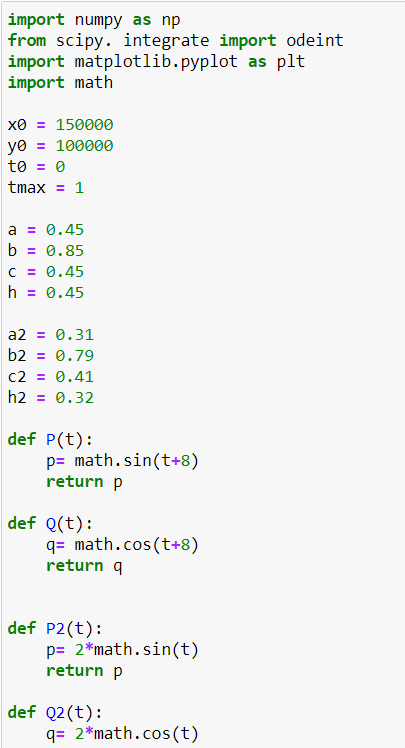 import numpy as np
from scipy. integrate import odeint
import matplotlib.pyplot as plt
import math

x0 = 150000
y0 = 100000
t0 = 0
tmax = 1

a = 0.45
b = 0.85
c = 0.45
h = 0.45

a2 = 0.31
b2 = 0.79
c2 = 0.41
h2 = 0.32

def P(t):
    p= math.sin(t+8)
    return p

def Q(t):
    q= math.cos(t+8)
    return q


def P2(t):
    p= 2*math.sin(t)
    return p

def Q2(t):
    q= 2*math.cos(t)